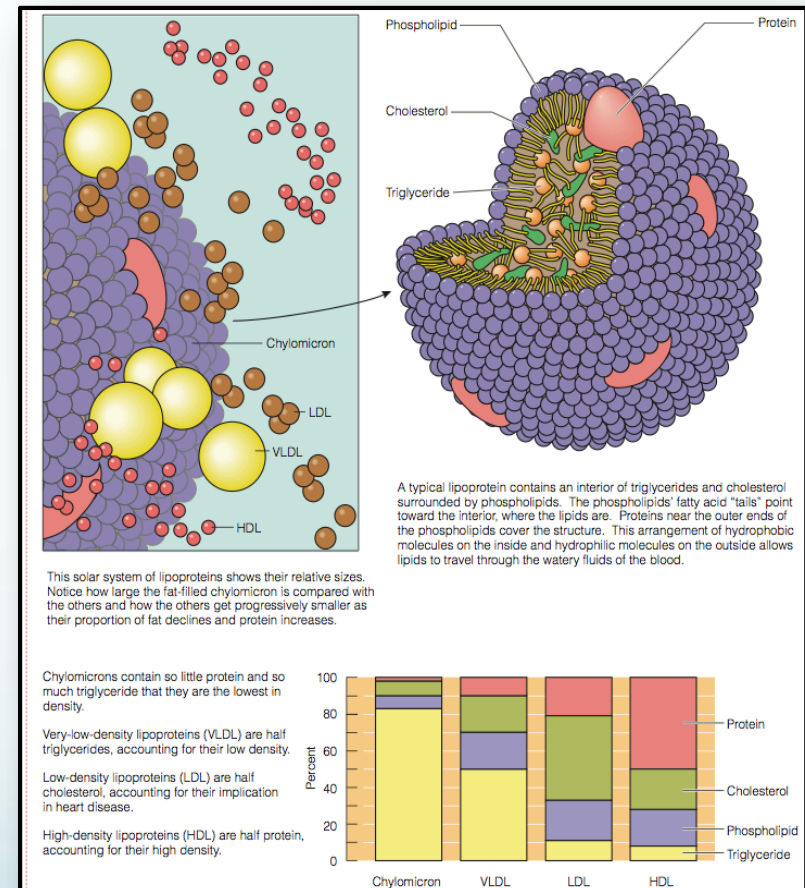 Phospholipid
Protein
Cholesterol
Triglyceride
Chylomicron
LDL
VLDL
HDL
A typical lipoprotein contains an interior of triglycerides and cholesterol
surrounded by phospholipids. The phospholipids' fatty acid "tails" point
toward the interior, where the lipids are. Proteins near the outer ends of
the phospholipids cover the structure. This arrangement of hydrophobic
molecules on the inside and hydrophilic molecules on the outside allows
lipids to travel through the watery fluids of the blood.
This solar system of lipoproteins shows their relative sizes.
Notice how large the fat-filled chylomicron is compared with
the others and how the others get progressively smaller as
their proportion of fat declines and protein increases.
Chylomicrons contain so little protein and so
much triglyceride that they are the lowest in
density.
Very-low-density lipoproteins (VLDL) are half
triglycerides, accounting for their low density.
Low-density lipoproteins (LDL) are half
cholesterol, accounting for their implication
in heart disease.
High-density lipoproteins (HDL) are half protein,
accounting for their high density.
Percent
100
80
60
40
20
0
Protein
Cholesterol
Phospholipid
Triglyceride
Chylomicron VLDL LDL HDL